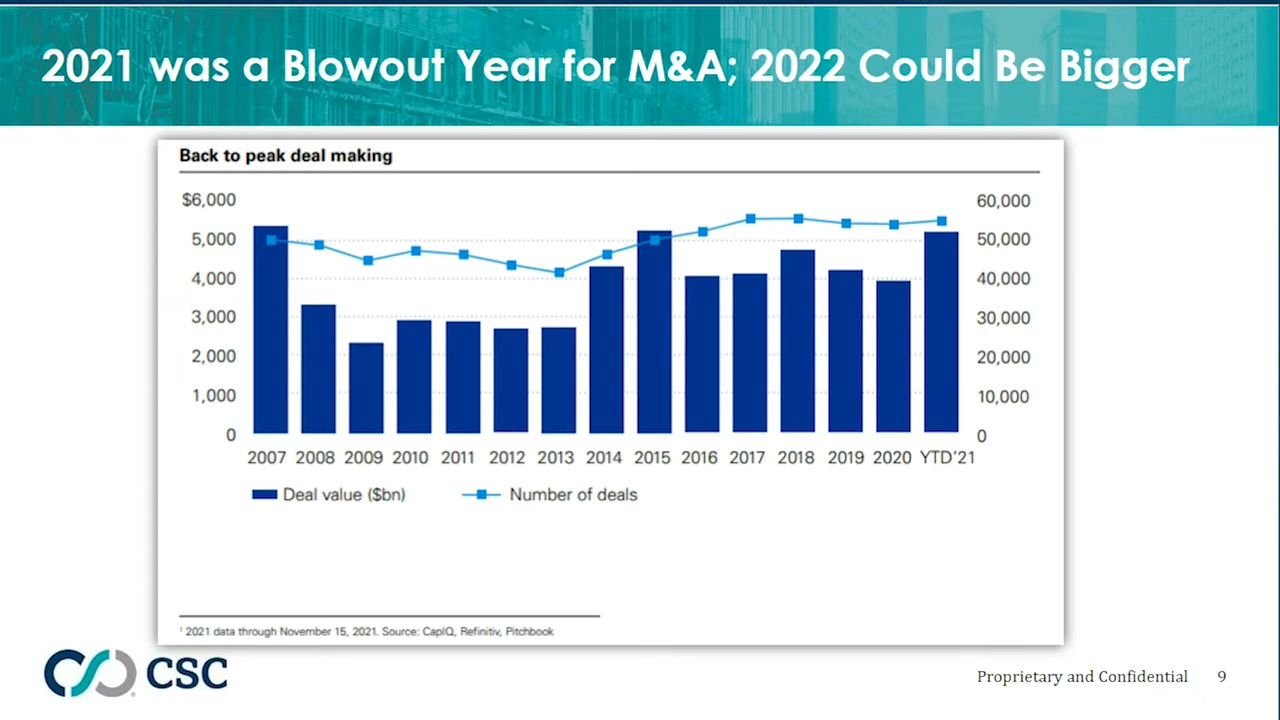 2021 was a Blowout Year for M&A; 2022 Could Be Bigger
Back to peak deal making
$6,000
5,000
4,000
3,000
2,000
1,000
0
60,000
50,000
40,000
30,000
20,000
10,000
0
2007 2008 2009 2010 2011 2012 2013 2014 2015 2016 2017 2018 2019 2020 YTD'21
Deal value ($bn) Number of deals
1 2021 data through November 15, 2021. Source: CapIQ, Refinitiv, Pitchbook
CSC
Proprietary and Confidential 9